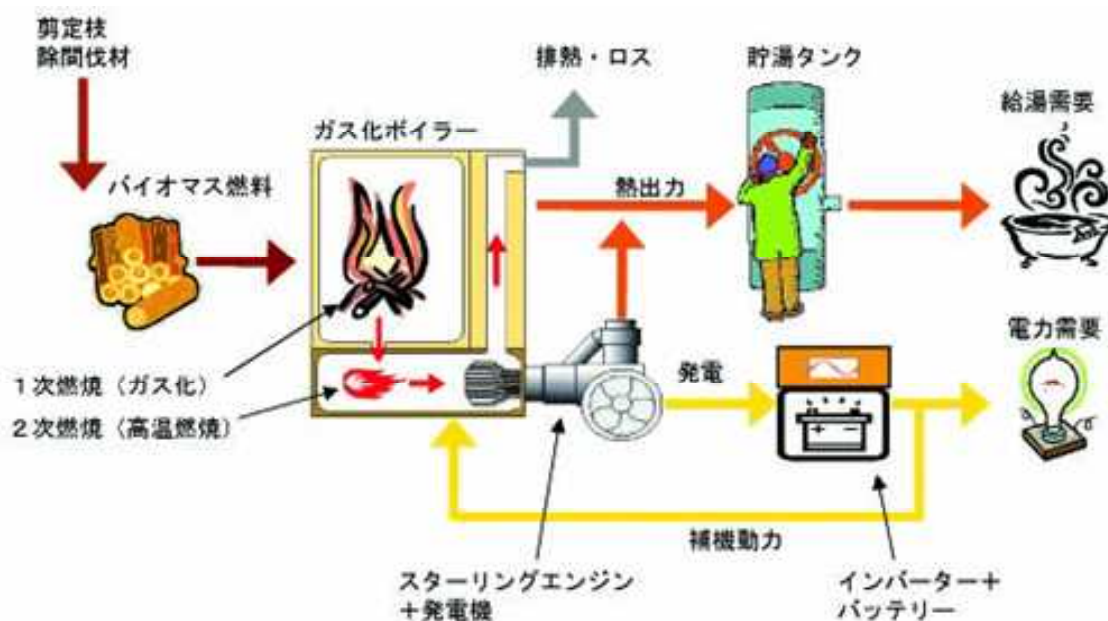 剪定枝
除間伐材
排熱・ロス
貯湯タンク
給湯需要
ガス化ボイラー
バイオマス燃料
熱出力
電力需要
発電
1次燃焼（ガス化）
2次燃焼（高温燃焼）
補機動力
スターリングエンジン
＋発電機
インバーター＋
バッテリー